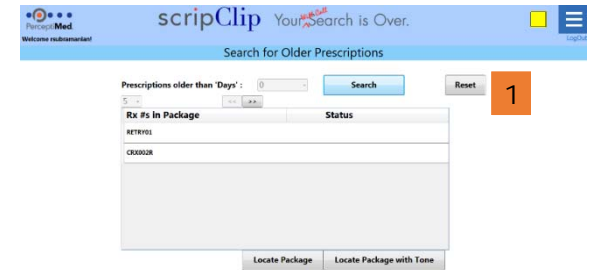 PerceptiMed
scripClip Your Search is Over.
Welcome rsubramanian!
LogOut
Search for Older Prescriptions
Prescriptions older than 'Days' : 0 Search Reset
1
5 << >>
Rx #s in Package Status
RETRY01
CRX002R
Locate Package Locate Package with Tone